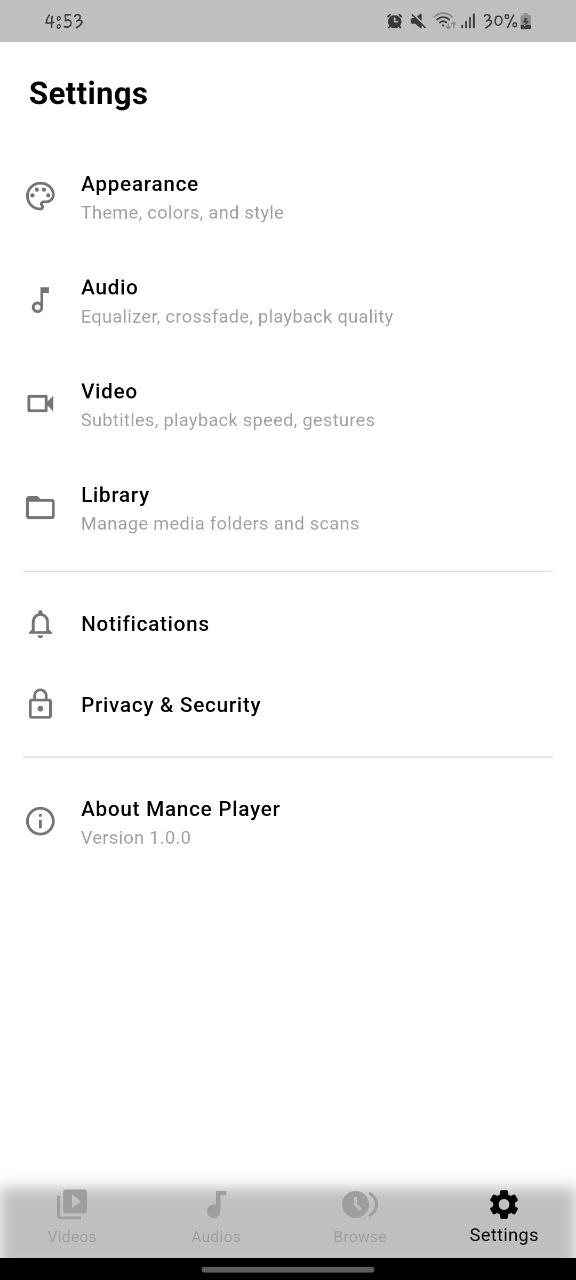 4:53
30%
Settings
Appearance
Theme, colors, and style
Audio
Equalizer, crossfade, playback quality
Video
Subtitles, playback speed, gestures
Library
Manage media folders and scans
Notifications
Privacy & Security
About Mance Player
Version 1.0.0
Videos
Audios
Browse
Settings